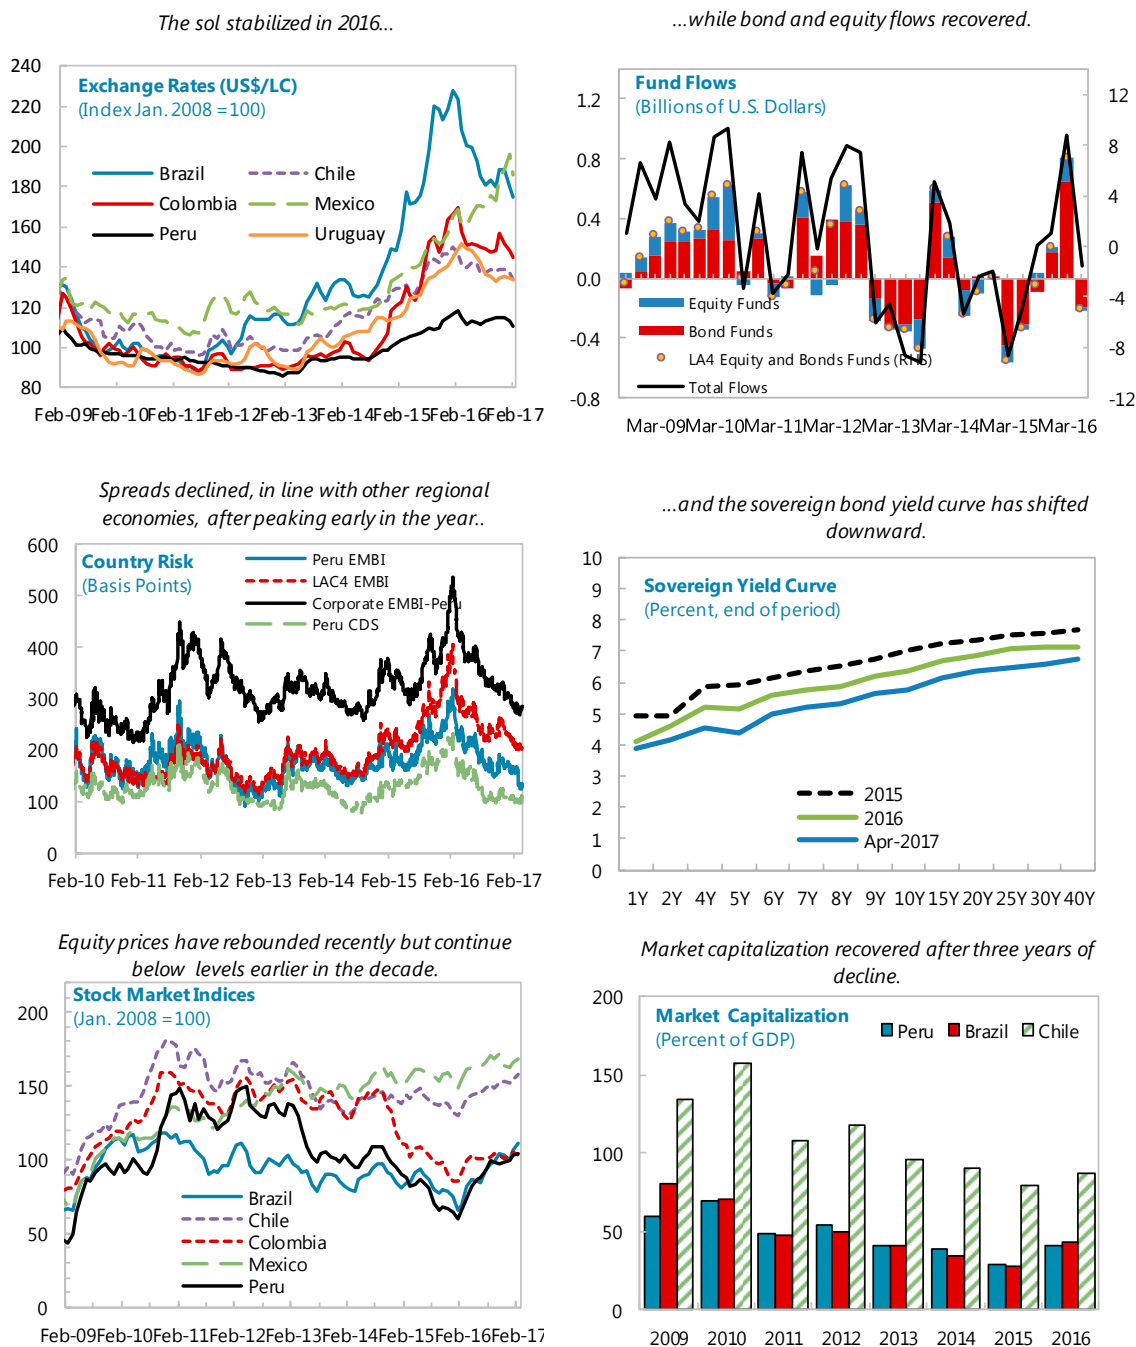 The sol stabilized in 2016...
240
220
200
180
160
140
120
100
80
Exchange Rates (US$/LC)
(Index Jan. 2008 =100)
Brazil
Chile
Colombia
Mexico
Peru
Uruguay
Feb-09 Feb-10 Feb-11 Feb-12 Feb-13 Feb-14 Feb-15 Feb-16 Feb-17
...while bond and equity flows recovered.
1.2
0.8
0.4
0.0
-0.4
-0.8
Fund Flows
(Billions of U.S. Dollars)
Equity Funds
Bond Funds
LA4 Equity and Bonds Funds (RHS)
Total Flows
12
8
4
0
-4
-8
-12
Mar-09 Mar-10 Mar-11 Mar-12 Mar-13 Mar-14 Mar-15 Mar-16
Spreads declined, in line with other regional
economies, after peaking early in the year..
600
500
400
300
200
100
0
Country Risk
(Basis Points)
Peru EMBI
LAC4 EMBI
Corporate EMBI-Peru
Peru CDS
Feb-10 Feb-11 Feb-12 Feb-13 Feb-14 Feb-15 Feb-16 Feb-17
...and the sovereign bond yield curve has shifted
downward.
10
9
8
7
6
5
4
3
2
1
0
Sovereign Yield Curve
(Percent, end of period)
2015
2016
Apr-2017
1Y 2Y 4Y 5Y 6Y 7Y 8Y 9Y 10Y 15Y 20Y 25Y 30Y 40Y
Equity prices have rebounded recently but continue
below levels earlier in the decade.
200
150
100
50
0
Stock Market Indices
(Jan. 2008 =100)
Brazil
Chile
Colombia
Mexico
Peru
Feb-09 Feb-10 Feb-11 Feb-12 Feb-13 Feb-14 Feb-15 Feb-16 Feb-17
Market capitalization recovered after three years of
decline.
200
150
100
50
0
Market Capitalization
(Percent of GDP)
Peru Brazil Chile
2009 2010 2011 2012 2013 2014 2015 2016